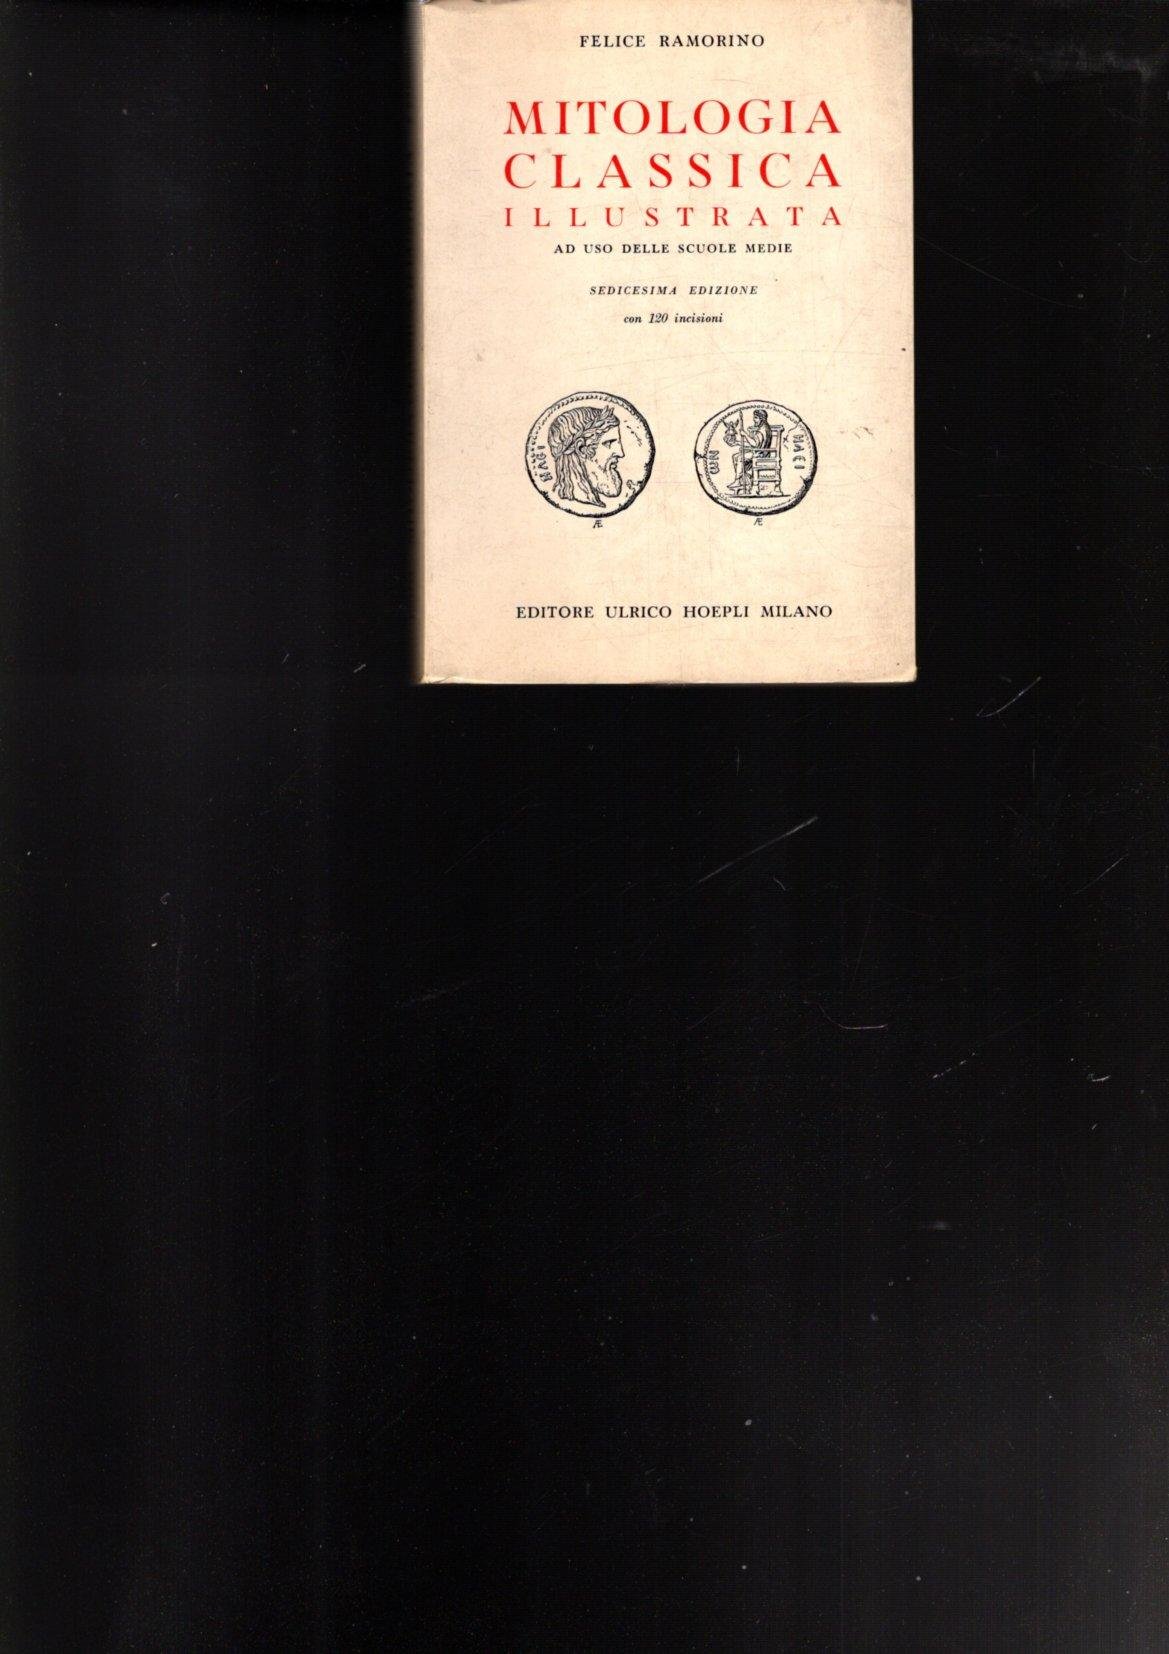 FELICE RAMORINO
MITOLOGIA
CLASSICA
ILLUSTRATA
AD USO DELLE SCUOLE MEDIE
SEDICESIMA EDIZIONE
con 120 incisioni
Æ
Æ
EDITORE ULRICO HOEPLI MILANO